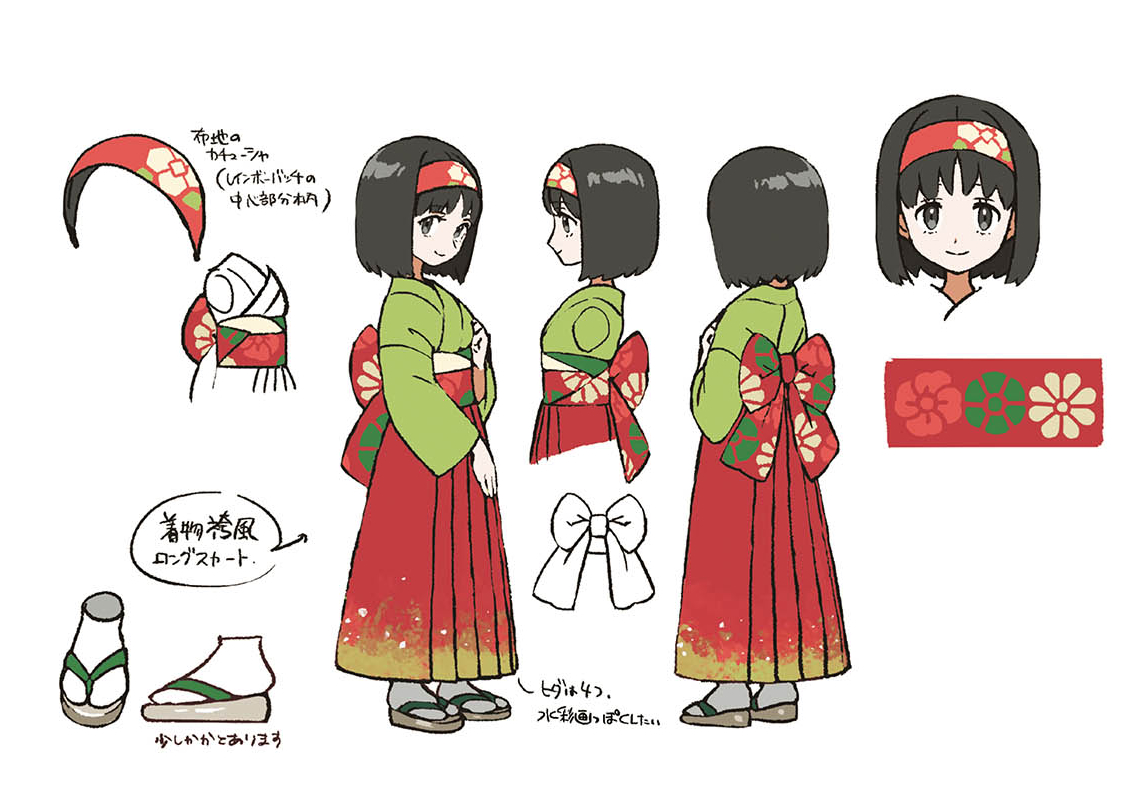 布地の
カチューシャ
(レインボーバッヂの
中心部分の柄)
着物袴風
ロングスカート.
ヒダは4つ.
水彩画っぽくしたい
少しかかとあります